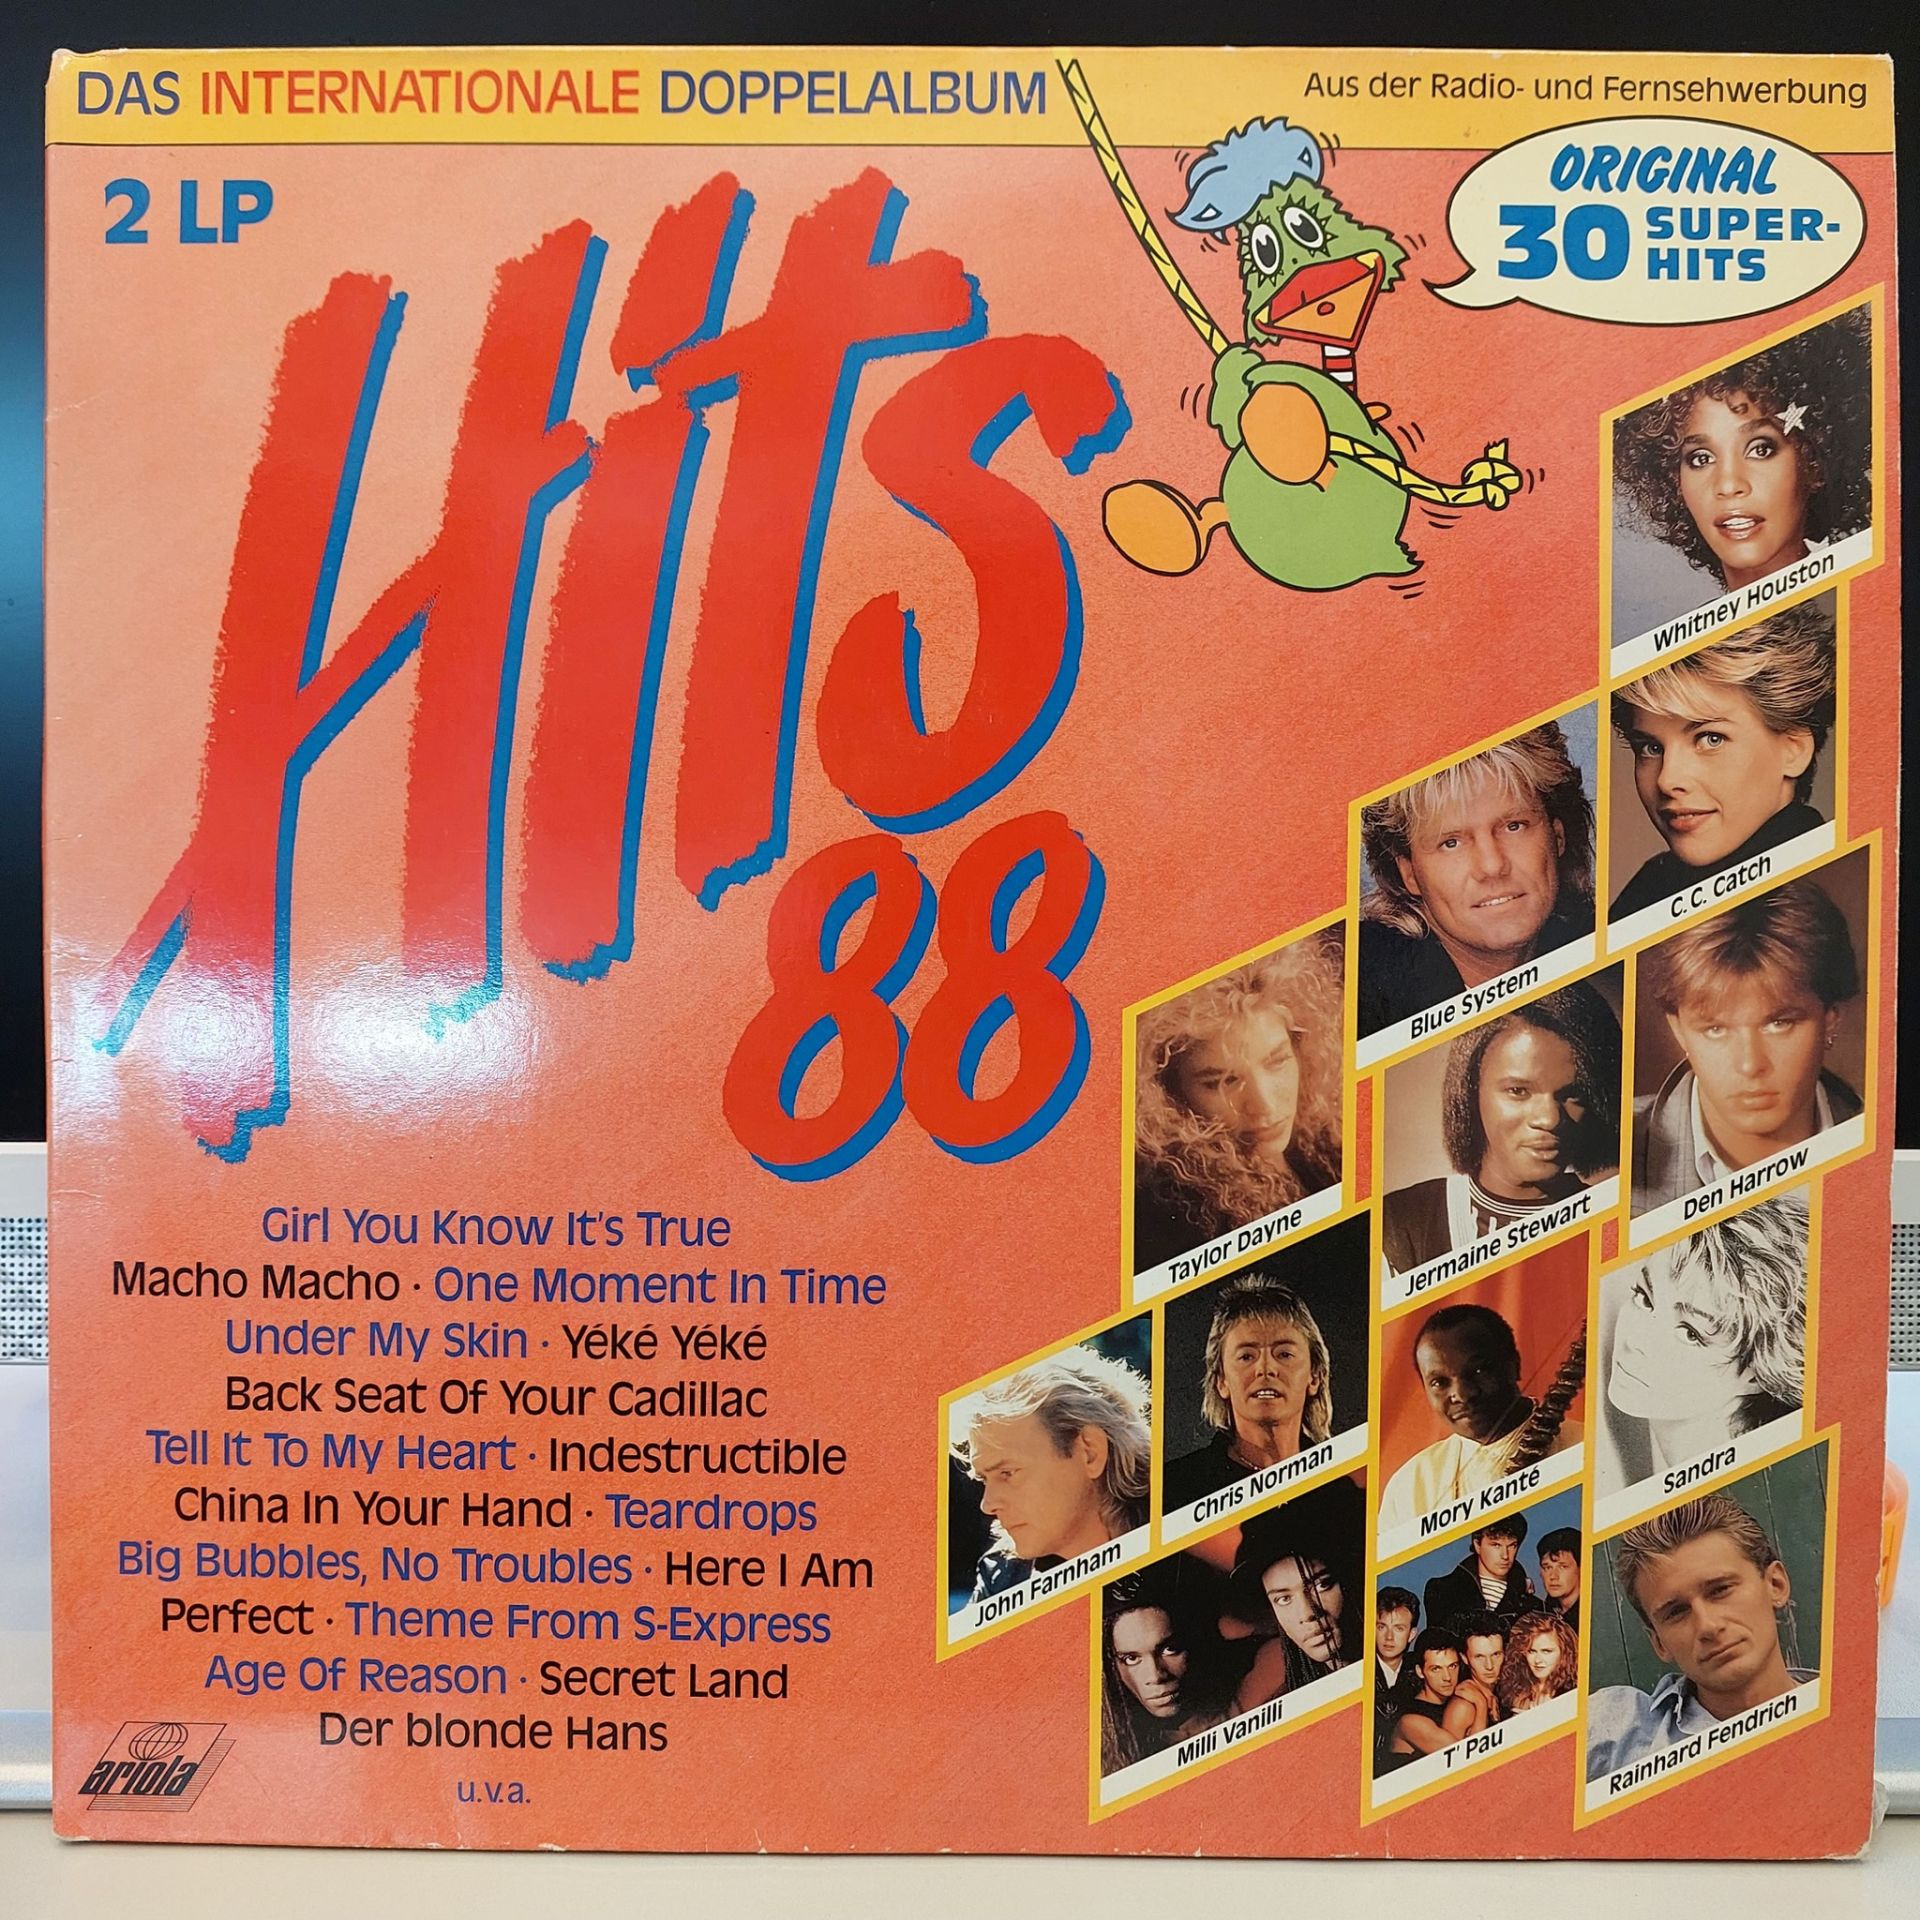 DAS INTERNATIONALE DOPPELALBUM
Aus der Radio- und Fernsehwerbung
2 LP
ORIGINAL
30 SUPER-
HITS
Hits
88
Whitney Houston
C.C. Catch
Blue System
Den Harrow
Jermaine Stewart
Taylor Dayne
Sandra
Mory Kanté
Chris Norman
John Farnham
Rainhard Fendrich
T'Pau
Milli Vanilli
Girl You Know It's True
Macho Macho · One Moment In Time
Under My Skin · Yéké Yéké
Back Seat Of Your Cadillac
Tell It To My Heart · Indestructible
China In Your Hand · Teardrops
Big Bubbles, No Troubles · Here I Am
Perfect · Theme From S-Express
Age Of Reason · Secret Land
Der blonde Hans
u.v.a.
ariola